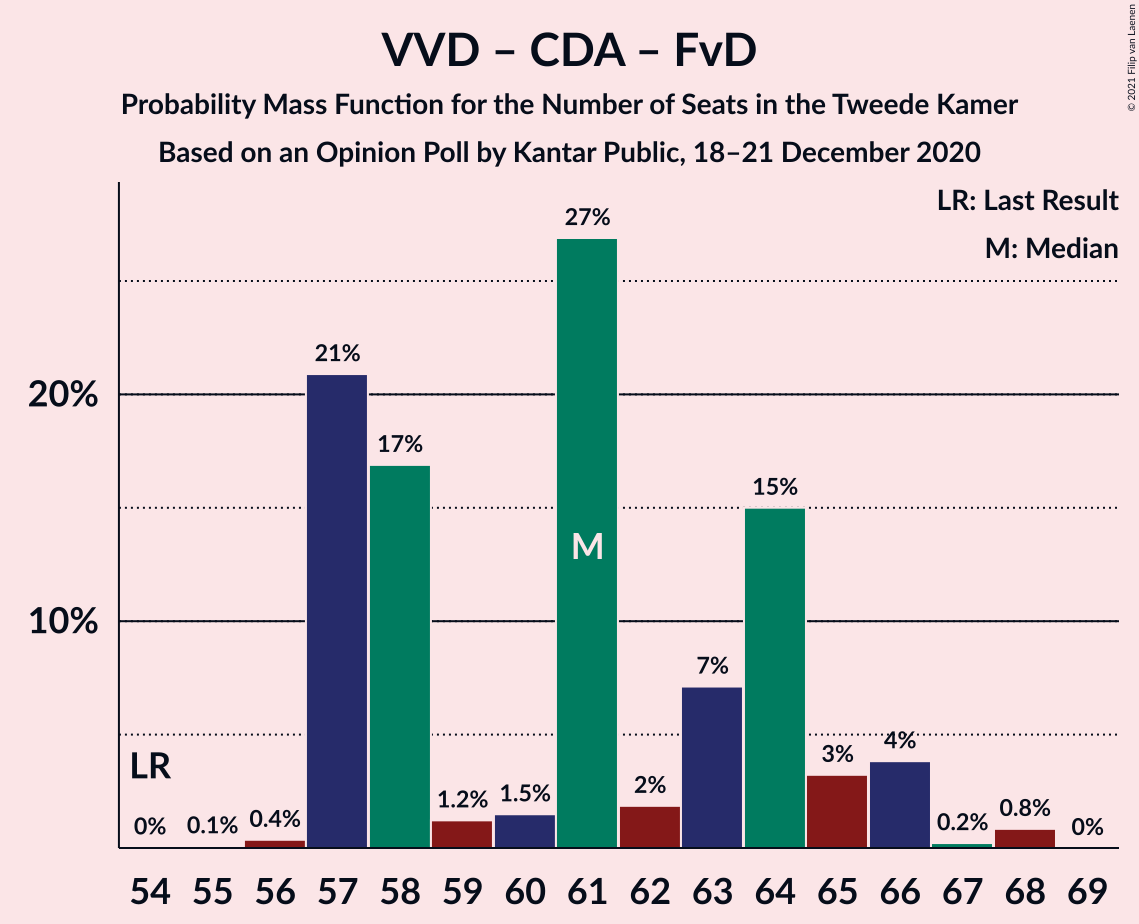 VVD – CDA – FvD
Probability Mass Function for the Number of Seats in the Tweede Kamer
Based on an Opinion Poll by Kantar Public, 18–21 December 2020
© 2021 Filip van Laenen
LR: Last Result
M: Median
27%
21%
20%
17%
15%
M
10%
7%
LR
4%
3%
2%
1.5%
1.2%
0.8%
0.4%
0.2%
0.1%
0%
0%
54 55 56 57 58 59 60 61 62 63 64 65 66 67 68 69